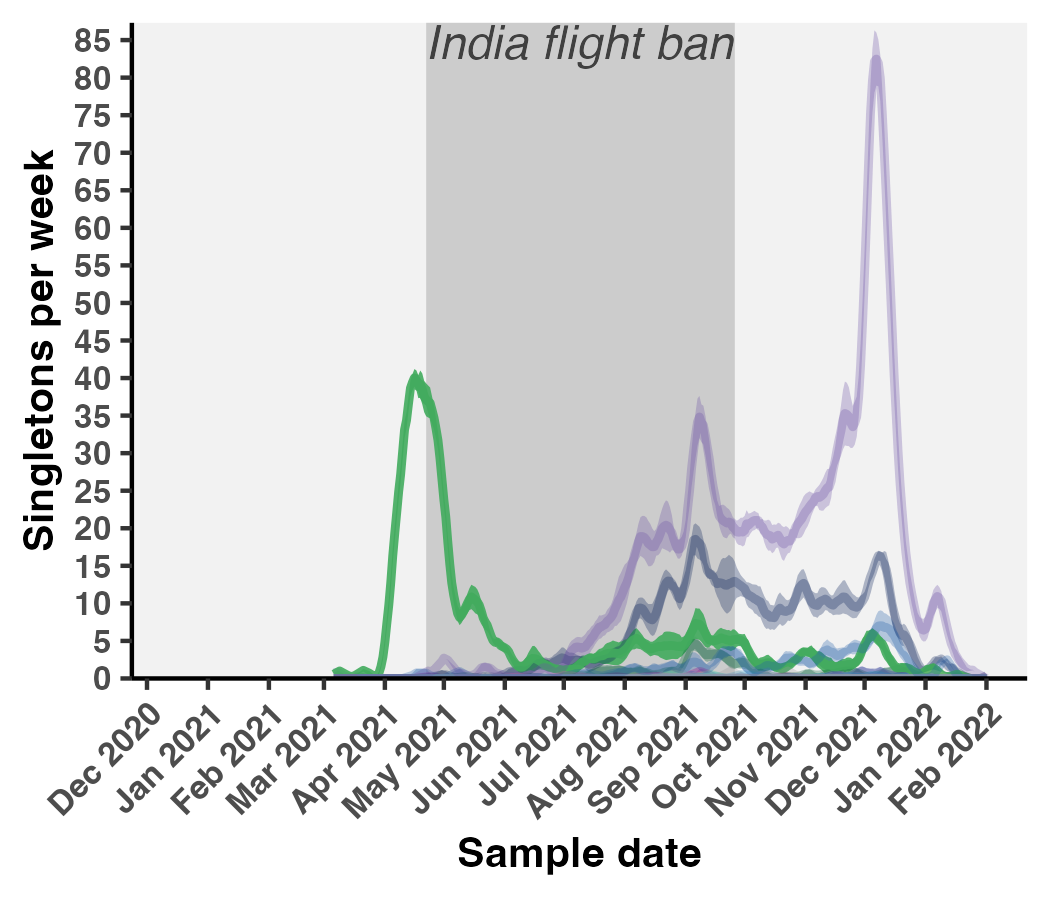 India flight ban
85
80
75
70
65
60
55
50
45
40
35
30
25
20
15
10
5
0
Singletons per week
Dec 2020
Jan 2021
Feb 2021
Mar 2021
Apr 2021
May 2021
Jun 2021
Jul 2021
Aug 2021
Sep 2021
Oct 2021
Nov 2021
Dec 2021
Jan 2022
Feb 2022
Sample date